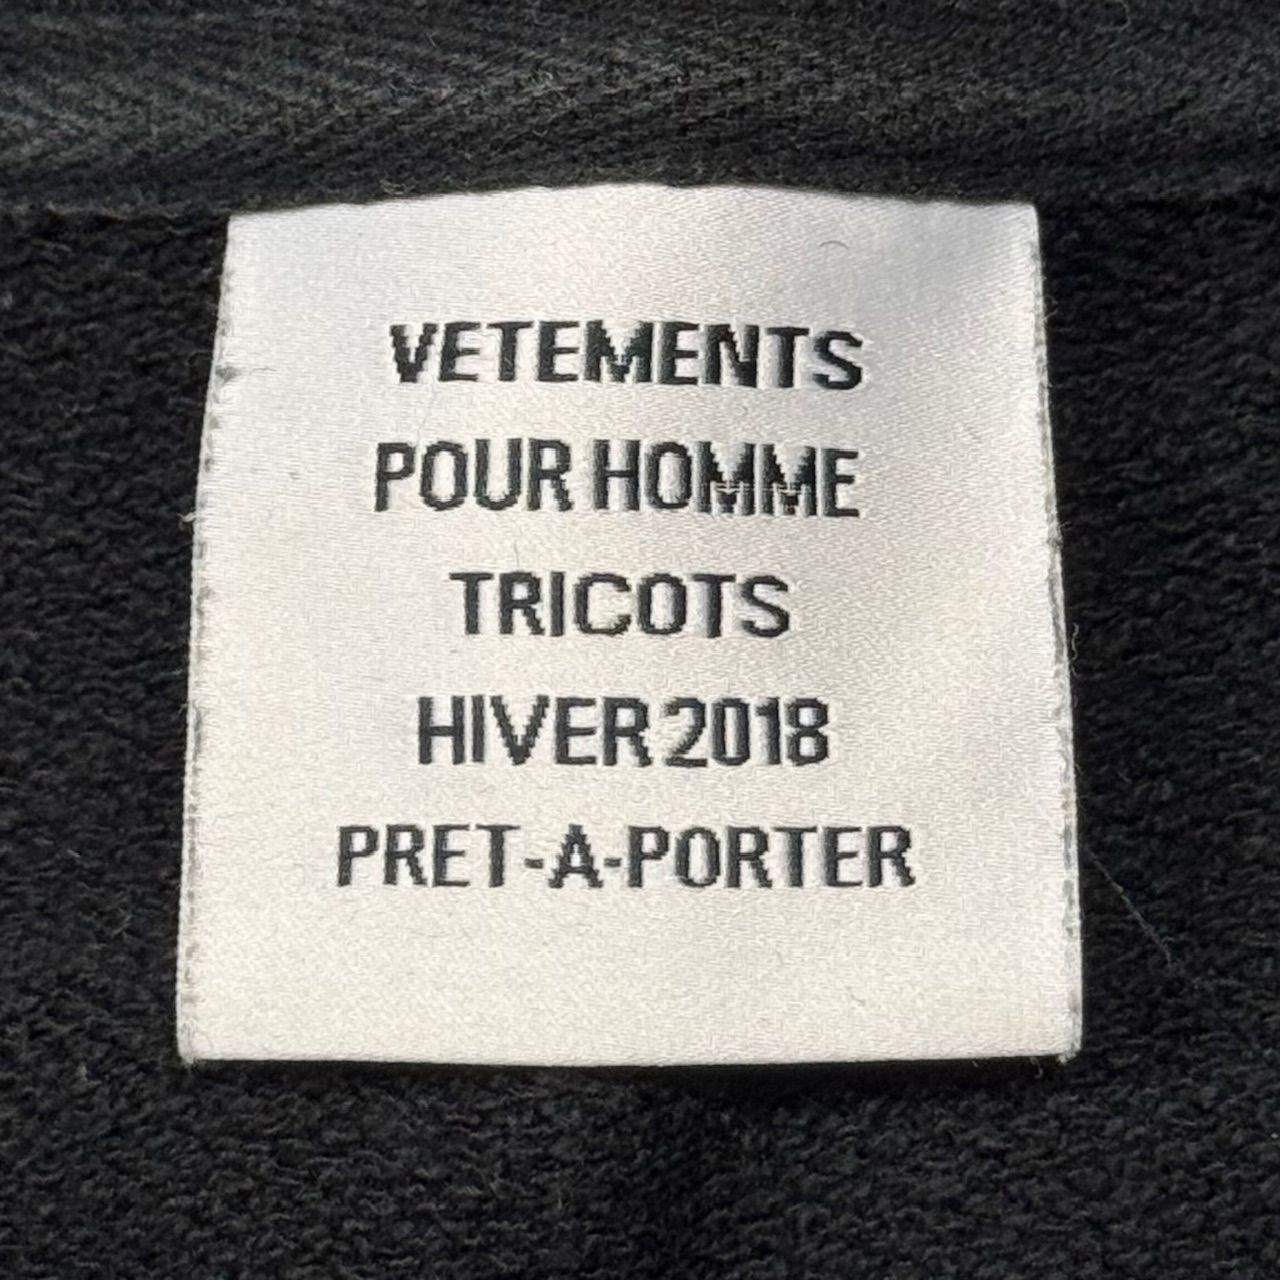 VETEMENTS
POUR HOMME
TRICOTS
HIVER 2018
PRET-A-PORTER